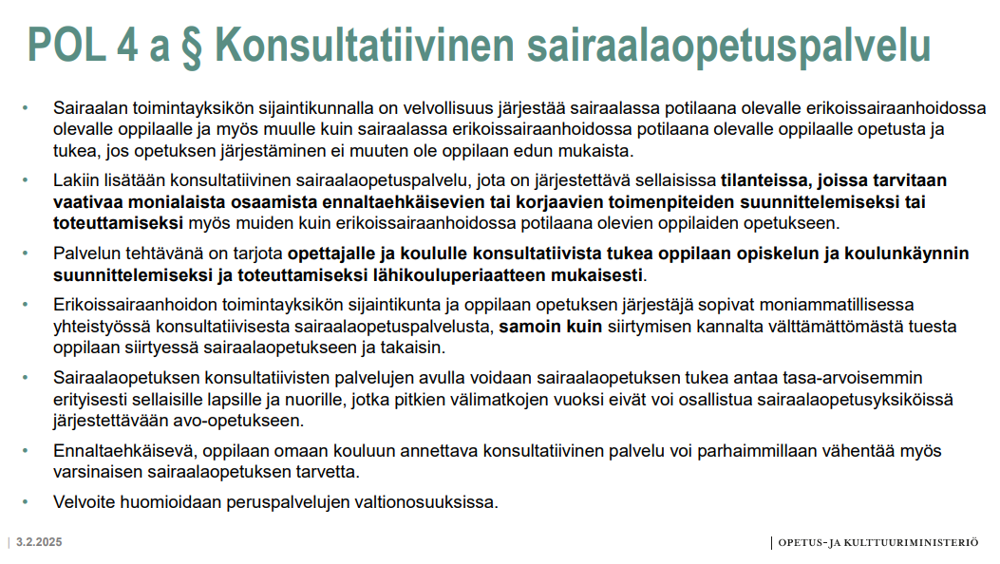 POL 4 a § Konsultatiivinen sairaalaopetuspalvelu
• Sairaalan toimintayksikön sijaintikunnalla on velvollisuus järjestää sairaalassa potilaana olevalle erikoissairaanhoidossa
olevalle oppilaalle ja myös muulle kuin sairaalassa erikoissairaanhoidossa potilaana olevalle oppilaalle opetusta ja
tukea, jos opetuksen järjestäminen ei muuten ole oppilaan edun mukaista.
• Lakiin lisätään konsultatiivinen sairaalaopetuspalvelu, jota on järjestettävä sellaisissa tilanteissa, joissa tarvitaan
vaativaa monialaista osaamista ennaltaehkäisevien tai korjaavien toimenpiteiden suunnittelemiseksi tai
toteuttamiseksi myös muiden kuin erikoissairaanhoidossa potilaana olevien oppilaiden opetukseen.
• Palvelun tehtävänä on tarjota opettajalle ja koululle konsultatiivista tukea oppilaan opiskelun ja koulunkäynnin
suunnittelemiseksi ja toteuttamiseksi lähikouluperiaatteen mukaisesti.
• Erikoissairaanhoidon toimintayksikön sijaintikunta ja oppilaan opetuksen järjestäjä sopivat moniammatillisessa
yhteistyössä konsultatiivisesta sairaalaopetuspalvelusta, samoin kuin siirtymisen kannalta välttämättömästä tuesta
oppilaan siirtyessä sairaalaopetukseen ja takaisin.
• Sairaalaopetuksen konsultatiivisten palvelujen avulla voidaan sairaalaopetuksen tukea antaa tasa-arvoisemmin
erityisesti sellaisille lapsille ja nuorille, jotka pitkien välimatkojen vuoksi eivät voi osallistua sairaalaopetusyksiköissä
järjestettävään avo-opetukseen.
• Ennaltaehkäisevä, oppilaan omaan kouluun annettava konsultatiivinen palvelu voi parhaimmillaan vähentää myös
varsinaisen sairaalaopetuksen tarvetta.
• Velvoite huomioidaan peruspalvelujen valtionosuuksissa.
| 3.2.2025
| OPETUS- JA KULTTUURIMINISTERIÖ